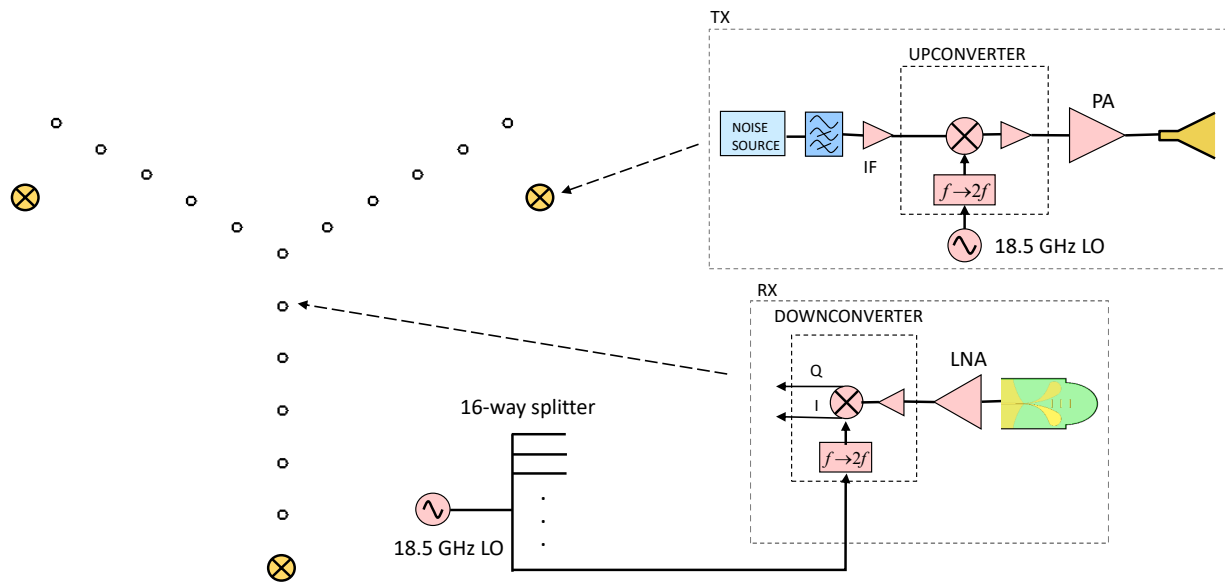 TX
UPCONVERTER
PA
NOISE
SOURCE
IF
f→2f
18.5 GHz LO
RX
DOWNCONVERTER
LNA
Q
I
16-way splitter
f→2f
18.5 GHz LO